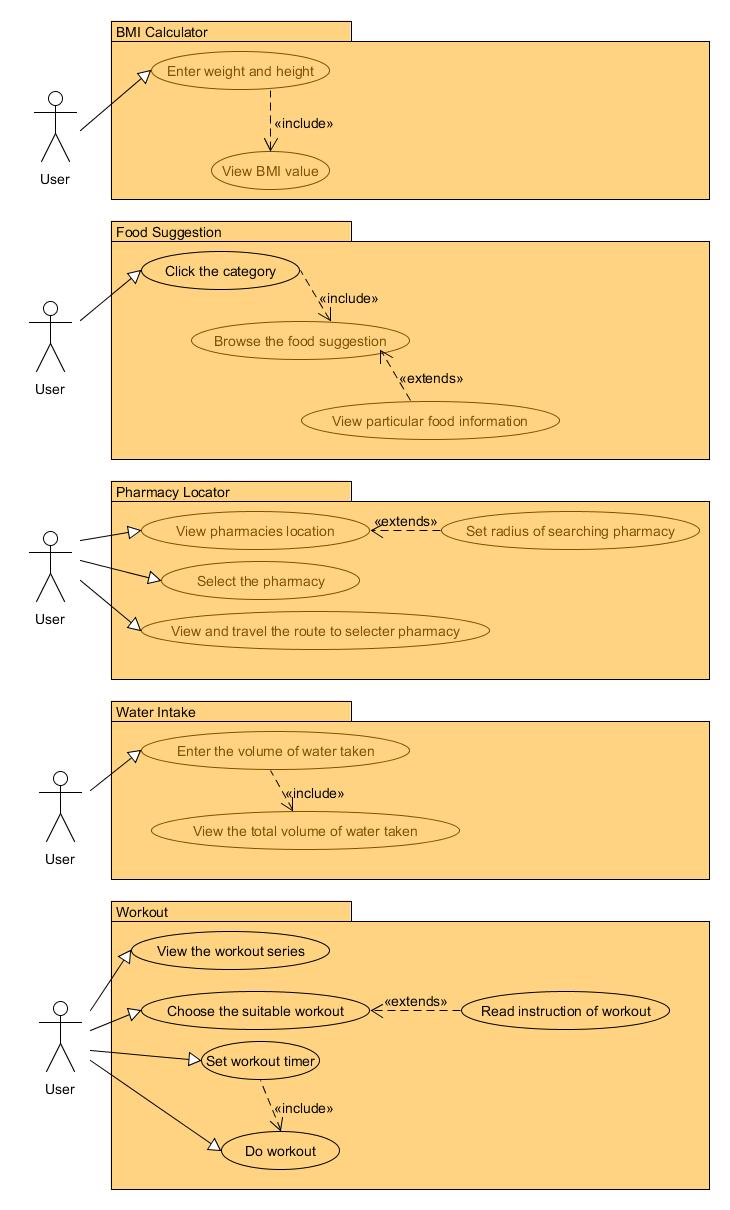 BMI Calculator
Enter weight and height
«include»
View BMI value
User
Food Suggestion
Click the category
«include»
Browse the food suggestion
«extends»
View particular food information
User
Pharmacy Locator
View pharmacies location
«extends»
Set radius of searching pharmacy
Select the pharmacy
View and travel the route to selecter pharmacy
User
Water Intake
Enter the volume of water taken
«include»
View the total volume of water taken
User
Workout
View the workout series
Choose the suitable workout
«extends»
Read instruction of workout
Set workout timer
«include»
Do workout
User